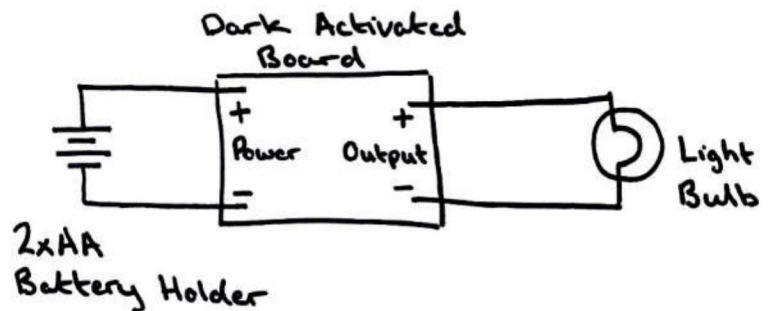 Dark Activated
Board
+
+
Power
Output
Light
Bulb
-
-
2xAA
Battery Holder